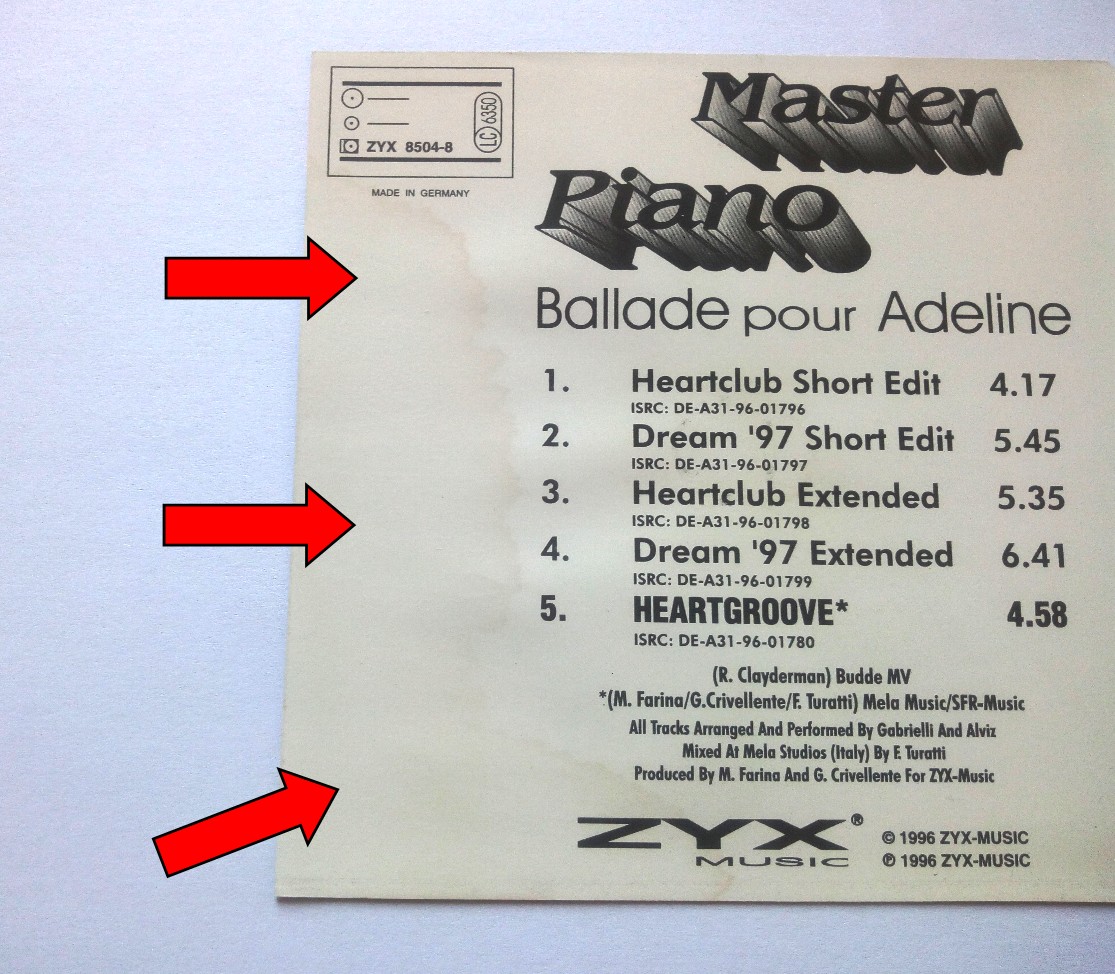 ZYX 8504-8
LC 6350
MADE IN GERMANY
Master
Piano
Ballade pour Adeline
1. Heartclub Short Edit 4.17
ISRC: DE-A31-96-01796
2. Dream '97 Short Edit 5.45
ISRC: DE-A31-96-01797
3. Heartclub Extended 5.35
ISRC: DE-A31-96-01798
4. Dream '97 Extended 6.41
ISRC: DE-A31-96-01799
5. HEARTGROOVE* 4.58
ISRC: DE-A31-96-01780
(R. Clayderman) Budde MV
*(M. Farina/G.Crivellente/F. Turatti) Mela Music/SFR-Music
All Tracks Arranged And Performed By Gabrielli And Alviz
Mixed At Mela Studios (Italy) By F. Turatti
Produced By M. Farina And G. Crivellente For ZYX-Music
ZYX®
MUSIC
© 1996 ZYX-MUSIC
℗ 1996 ZYX-MUSIC